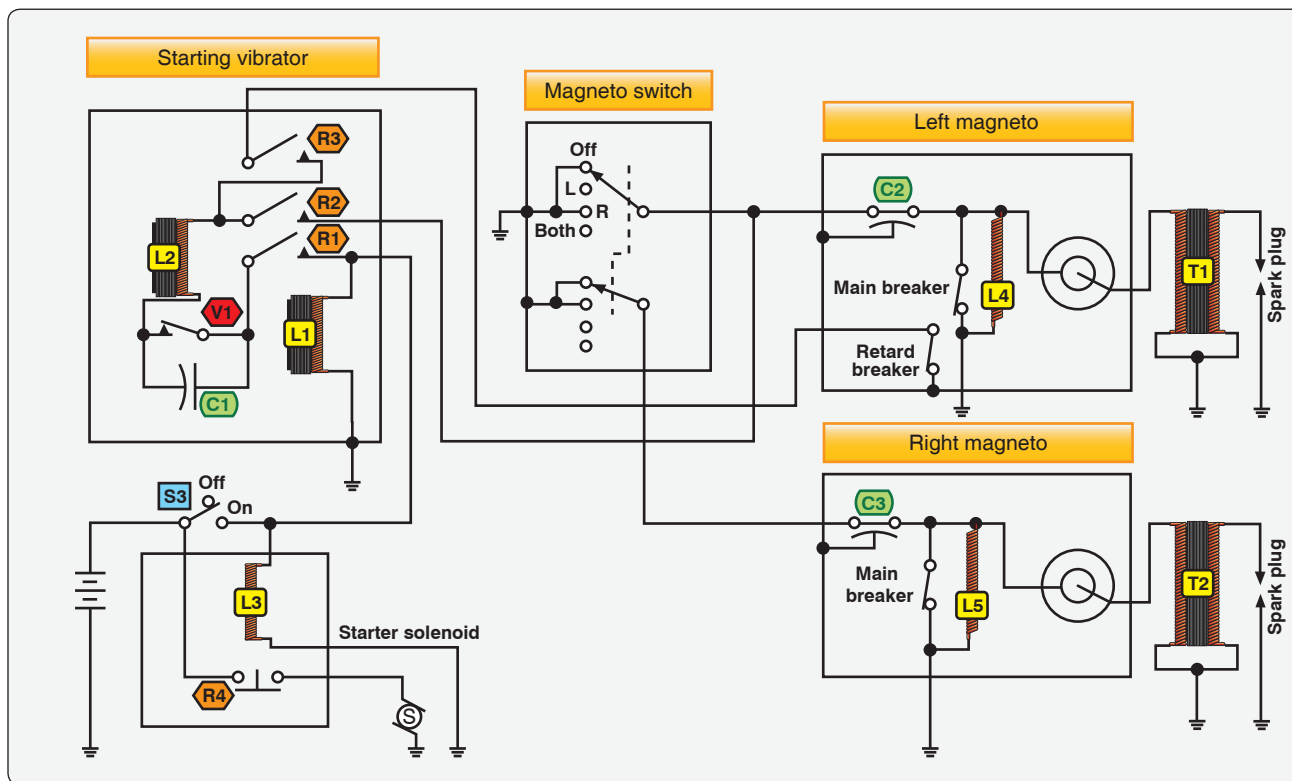 Starting vibrator
R3
R2
R1
L2
V1
L1
C1
Magneto switch
Off
L
R
Both
Left magneto
C2
Main breaker
L4
Retard
breaker
T1
Spark plug
Right magneto
C3
Main
breaker
L5
T2
Spark plug
S3
Off
On
L3
Starter solenoid
R4
S